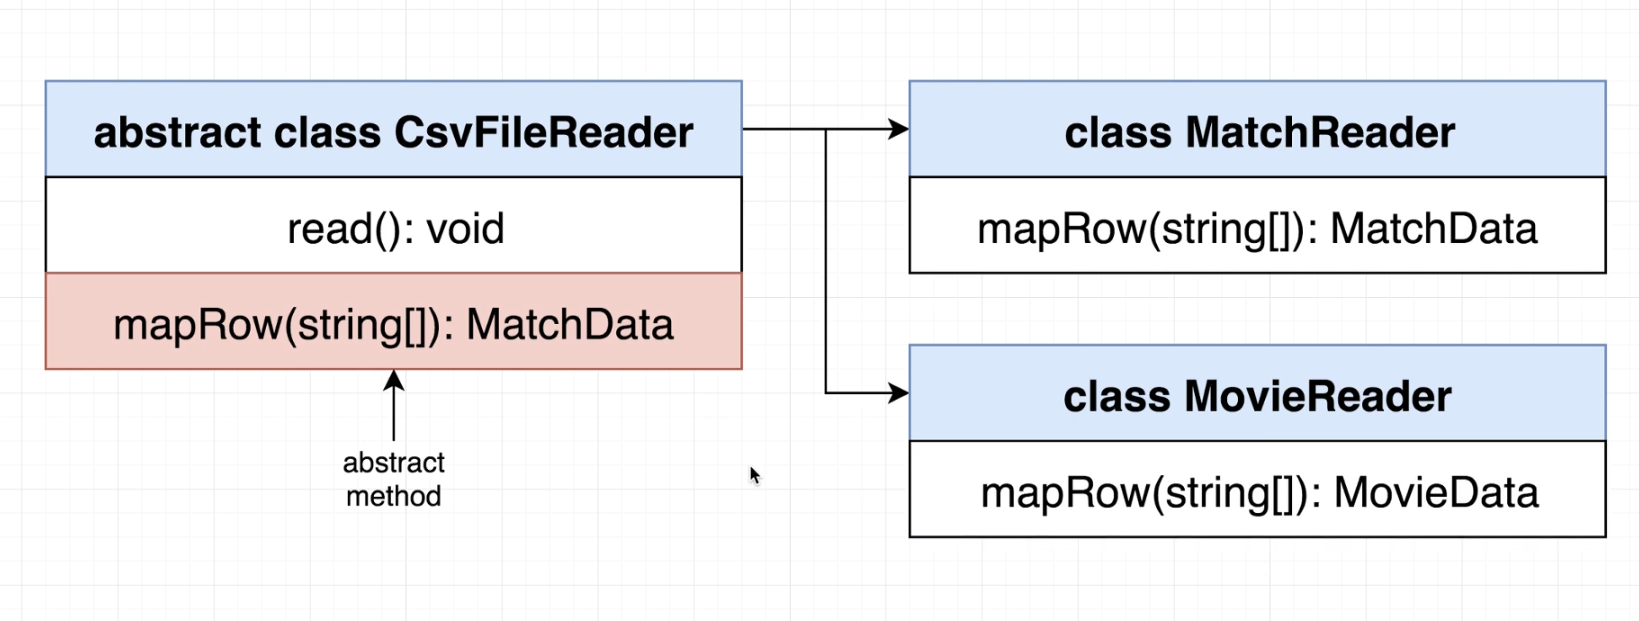 abstract class CsvFileReader
read(): void
mapRow(string[]): MatchData
abstract
method
class MatchReader
mapRow(string[]): MatchData
class MovieReader
mapRow(string[]): MovieData